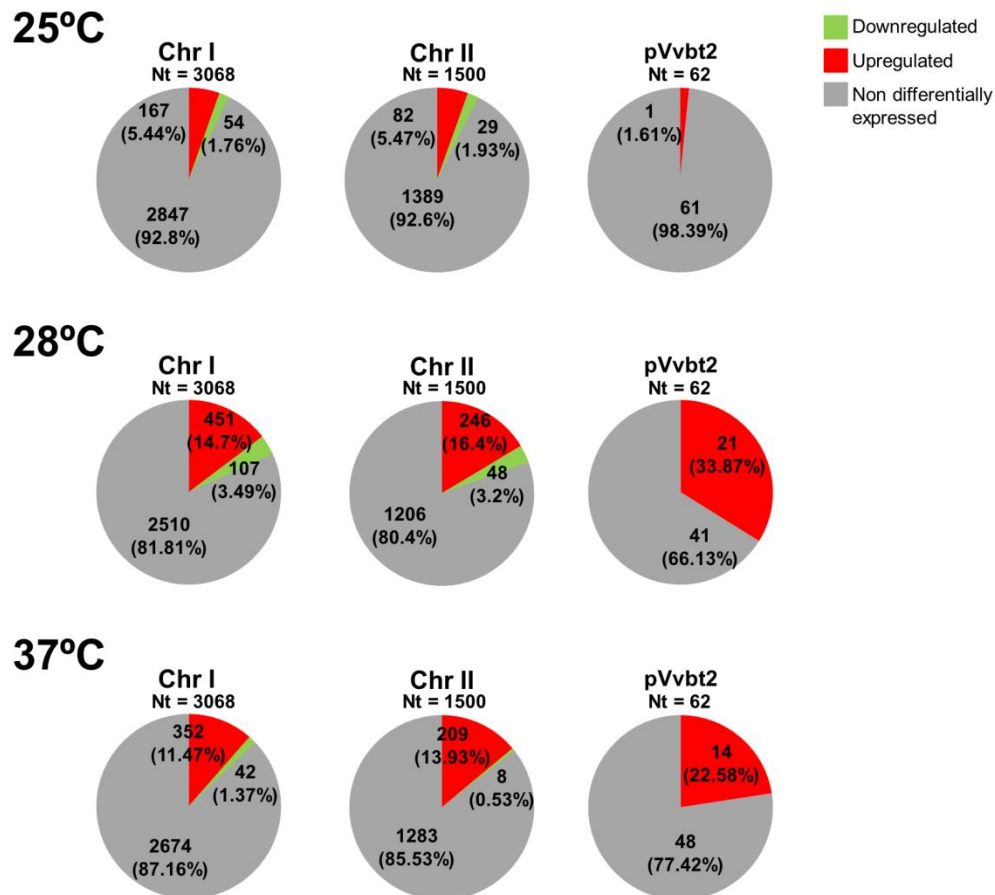 25ºC
Chr I
Nt = 3068
167
(5.44%)
54
(1.76%)
2847
(92.8%)
Chr II
Nt = 1500
82
(5.47%)
29
(1.93%)
1389
(92.6%)
pVvbt2
Nt = 62
1
(1.61%)
61
(98.39%)
Downregulated
Upregulated
Non differentially
expressed
28ºC
Chr I
Nt = 3068
451
(14.7%)
107
(3.49%)
2510
(81.81%)
Chr II
Nt = 1500
246
(16.4%)
48
(3.2%)
1206
(80.4%)
pVvbt2
Nt = 62
21
(33.87%)
41
(66.13%)
37ºC
Chr I
Nt = 3068
352
(11.47%)
42
(1.37%)
2674
(87.16%)
Chr II
Nt = 1500
209
(13.93%)
8
(0.53%)
1283
(85.53%)
pVvbt2
Nt = 62
14
(22.58%)
48
(77.42%)